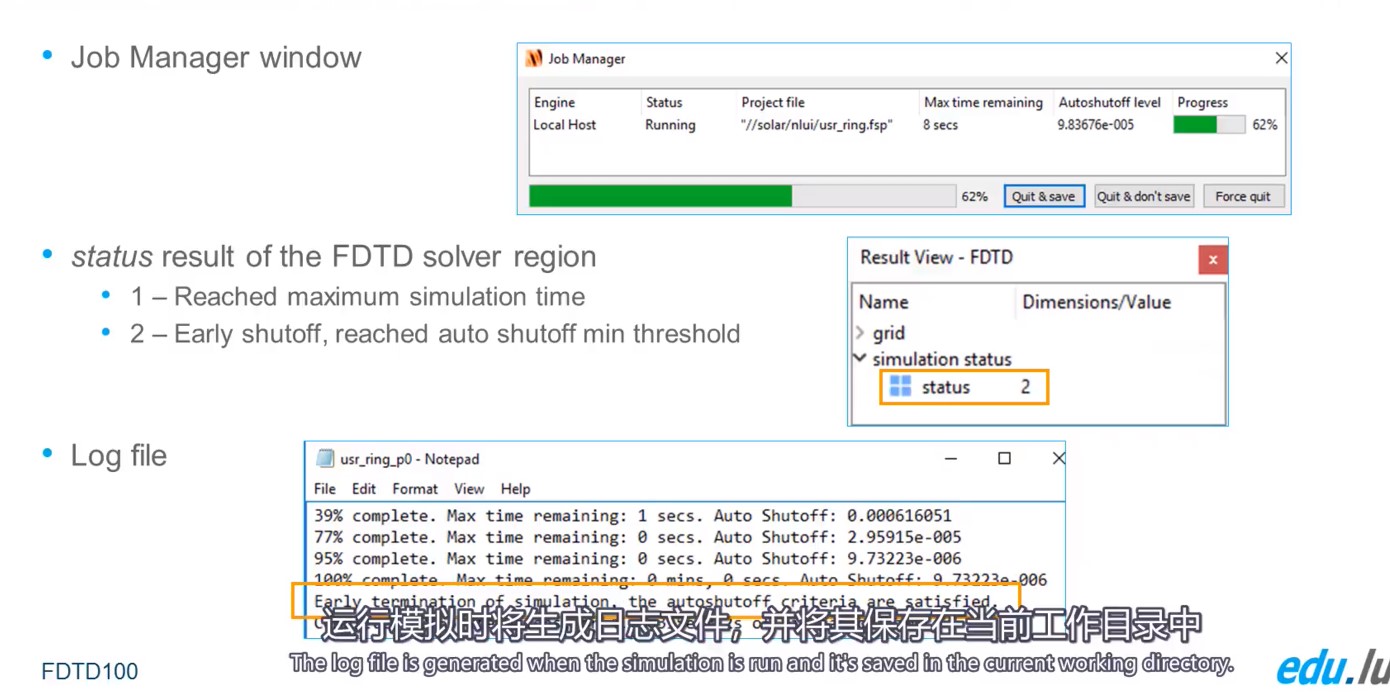 • Job Manager window
Job Manager
Engine Status Project file Max time remaining Autoshutoff level Progress
Local Host Running "//solar/nlui/usr_ring.fsp" 8 secs 9.83676e-005 62%
62% Quit & save Quit & don't save Force quit
• status result of the FDTD solver region
• 1 – Reached maximum simulation time
• 2 – Early shutoff, reached auto shutoff min threshold
Result View - FDTD
Name Dimensions/Value
grid
simulation status
status 2
• Log file
usr_ring_p0 - Notepad
File Edit Format View Help
39% complete. Max time remaining: 1 secs. Auto Shutoff: 0.000616051
77% complete. Max time remaining: 0 secs. Auto Shutoff: 2.95915e-005
95% complete. Max time remaining: 0 secs. Auto Shutoff: 9.73223e-006
100% complete. Max time remaining: 0 mins, 0 secs. Auto Shutoff: 9.73223e-006
Early termination of simulation, the autoshutoff criteria are satisfied.
运行模拟时将生成日志文件，并将其保存在当前工作目录中
The log file is generated when the simulation is run and it's saved in the current working directory.
FDTD100
edu.lu